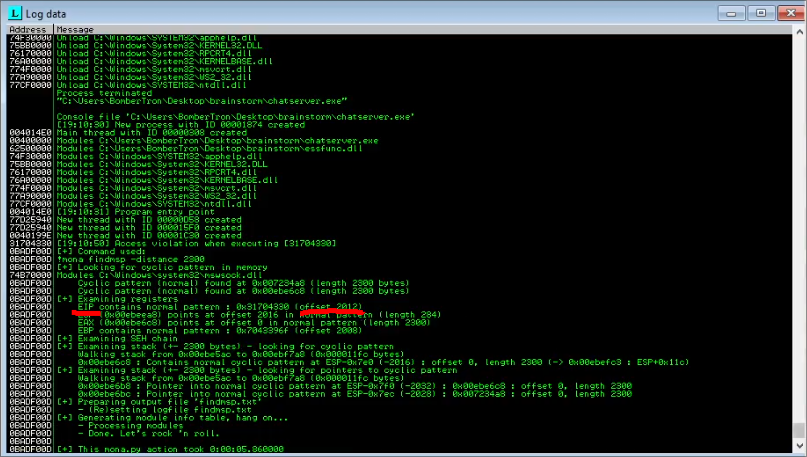 Log data
Address Message
74F30000 Unload C:\Windows\SYSTEM32\apphelp.dll
75BB0000 Unload C:\Windows\System32\KERNEL32.DLL
76170000 Unload C:\Windows\System32\RPCRT4.dll
76A00000 Unload C:\Windows\System32\KERNELBASE.dll
774F0000 Unload C:\Windows\System32\msvcrt.dll
77A90000 Unload C:\Windows\System32\WS2_32.dll
77CF0000 Unload C:\Windows\SYSTEM32\ntdll.dll
Process terminated
"C:\Users\BomberTron\Desktop\brainstorm\chatserver.exe"
Console file 'C:\Users\BomberTron\Desktop\brainstorm\chatserver.exe'
[19:10:30] New process with ID 00001874 created
004014E0 Main thread with ID 00000308 created
00400000 Modules C:\Users\BomberTron\Desktop\brainstorm\chatserver.exe
62500000 Modules C:\Users\BomberTron\Desktop\brainstorm\essfunc.dll
74F30000 Modules C:\Windows\SYSTEM32\apphelp.dll
75BB0000 Modules C:\Windows\System32\KERNEL32.DLL
76170000 Modules C:\Windows\System32\RPCRT4.dll
76A00000 Modules C:\Windows\System32\KERNELBASE.dll
774F0000 Modules C:\Windows\System32\msvcrt.dll
77A90000 Modules C:\Windows\System32\WS2_32.dll
77CF0000 Modules C:\Windows\SYSTEM32\ntdll.dll
004014E0 [19:10:31] Program entry point
77D25940 New thread with ID 00000D58 created
77D25940 New thread with ID 000015F0 created
0040199E New thread with ID 00001C30 created
31704330 [19:10:50] Access violation when executing [31704330]
0BADF00D [+] Command used:
0BADF00D !mona findmsp -distance 2300
0BADF00D [+] Looking for cyclic pattern in memory
74B70000 Modules C:\Windows\system32\mswsock.dll
0BADF00D Cyclic pattern (normal) found at 0x007234a8 (length 2300 bytes)
0BADF00D Cyclic pattern (normal) found at 0x00ebe6c8 (length 2300 bytes)
0BADF00D [+] Examining registers
0BADF00D EIP contains normal pattern : 0x31704330 (offset 2012)
0BADF00D (0x00ebeea8) points at offset 2016 in normal pattern (length 284)
0BADF00D EAX (0x00ebe6c8) points at offset 0 in normal pattern (length 2300)
0BADF00D EBP contains normal pattern : 0x7043396f (offset 2008)
0BADF00D [+] Examining SEH chain
0BADF00D [+] Examining stack (+- 2300 bytes) - looking for cyclic pattern
0BADF00D Walking stack from 0x00ebe5ac to 0x00ebf7a8 (0x000011fc bytes)
0BADF00D 0x00ebe6c8 : Contains normal cyclic pattern at ESP-0x7e0 (-2016) : offset 0, length 2300 (-> 0x00ebefc3 : ESP+0x11c)
0BADF00D [+] Examining stack (+- 2300 bytes) - looking for pointers to cyclic pattern
0BADF00D Walking stack from 0x00ebe5ac to 0x00ebf7a8 (0x000011fc bytes)
0BADF00D 0x00ebe6b8 : Pointer into normal cyclic pattern at ESP-0x7f0 (-2032) : 0x00ebe6c8 : offset 0, length 2300
0BADF00D 0x00ebe6bc : Pointer into normal cyclic pattern at ESP-0x7ec (-2028) : 0x007234a8 : offset 0, length 2300
0BADF00D [+] Preparing output file 'findmsp.txt'
0BADF00D - (Re)setting logfile findmsp.txt
0BADF00D [+] Generating module info table, hang on...
0BADF00D - Processing modules
0BADF00D - Done. Let's rock 'n roll.
0BADF00D [+] This mona.py action took 0:00:05.860000